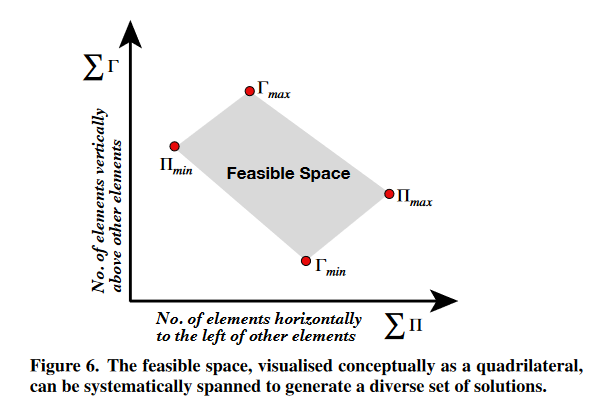 ∑Γ
Γmax
No. of elements vertically
above other elements
Πmin
Feasible Space
Πmax
Γmin
No. of elements horizontally
to the left of other elements
∑Π
Figure 6. The feasible space, visualised conceptually as a quadrilateral,
can be systematically spanned to generate a diverse set of solutions.